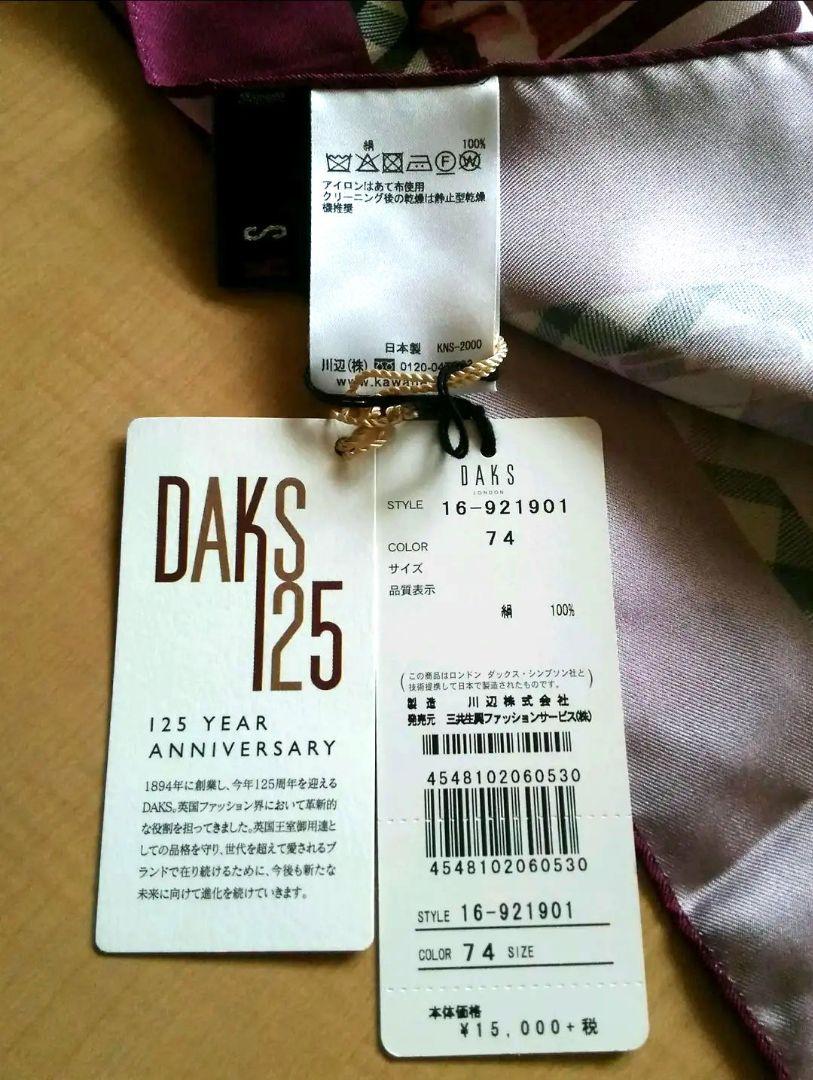 絹 100%
アイロンはあて布使用
クリーニング後の乾燥は静止型乾燥
機推奨
日本製 KNS-2000
川辺(株) 0120-04
www.kawa
S
DAKS
125
125 YEAR
ANNIVERSARY
1894年に創業し、今年125周年を迎える
DAKS。英国ファッション界において革新的
な役割を担ってきました。英国王室御用達と
しての品格を守り、世代を超えて愛されるブ
ランドで在り続けるために、今後も新たな
未来に向けて進化を続けていきます。
DAKS
LONDON
STYLE 16-921901
COLOR 74
サイズ
品質表示
絹 100%
(この商品はロンドン ダックス・シンプソン社と
技術提携して日本で製造されたものです。)
製造 川辺株式会社
発売元 三共生興ファッションサービス(株)
4548102060530
4548102060530
STYLE 16-921901
COLOR 74 SIZE
本体価格
¥15,000+税